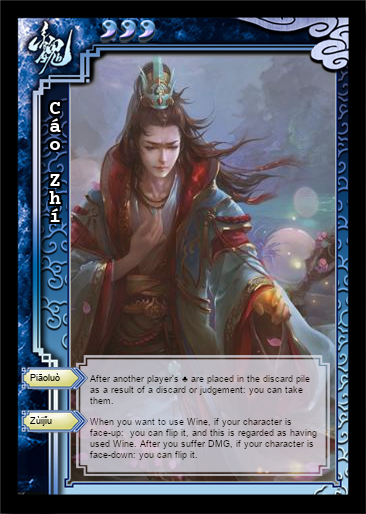 魏
Cáo Zhí
Piāoluò
After another player's ♣ are placed in the discard pile
as a result of a discard or judgement: you can take
them.
Zùijǐu
When you want to use Wine, if your character is
face-up:  you can flip it, and this is regarded as having
used Wine. After you suffer DMG, if your character is
face-down: you can flip it.